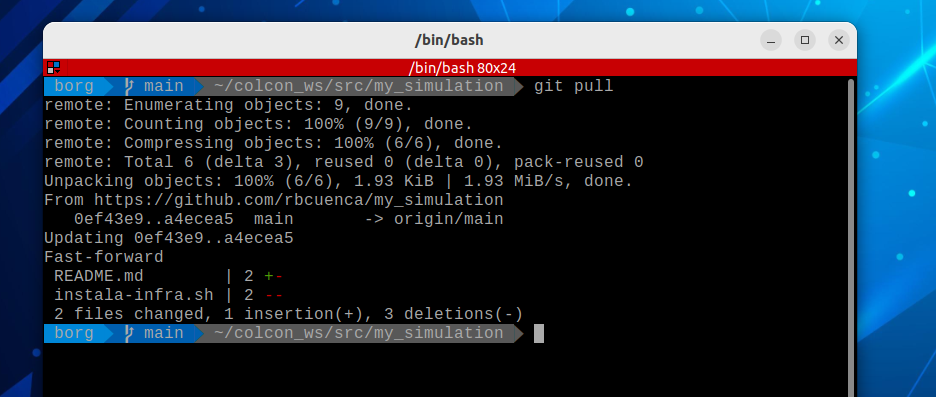 /bin/bash
/bin/bash 80x24
borg main ~/colcon_ws/src/my_simulation git pull
remote: Enumerating objects: 9, done.
remote: Counting objects: 100% (9/9), done.
remote: Compressing objects: 100% (6/6), done.
remote: Total 6 (delta 3), reused 0 (delta 0), pack-reused 0
Unpacking objects: 100% (6/6), 1.93 KiB | 1.93 MiB/s, done.
From https://github.com/rbcuenca/my_simulation
   0ef43e9..a4ecea5  main       -> origin/main
Updating 0ef43e9..a4ecea5
Fast-forward
 README.md        | 2 +-
 instala-infra.sh | 2 --
 2 files changed, 1 insertion(+), 3 deletions(-)
borg main ~/colcon_ws/src/my_simulation